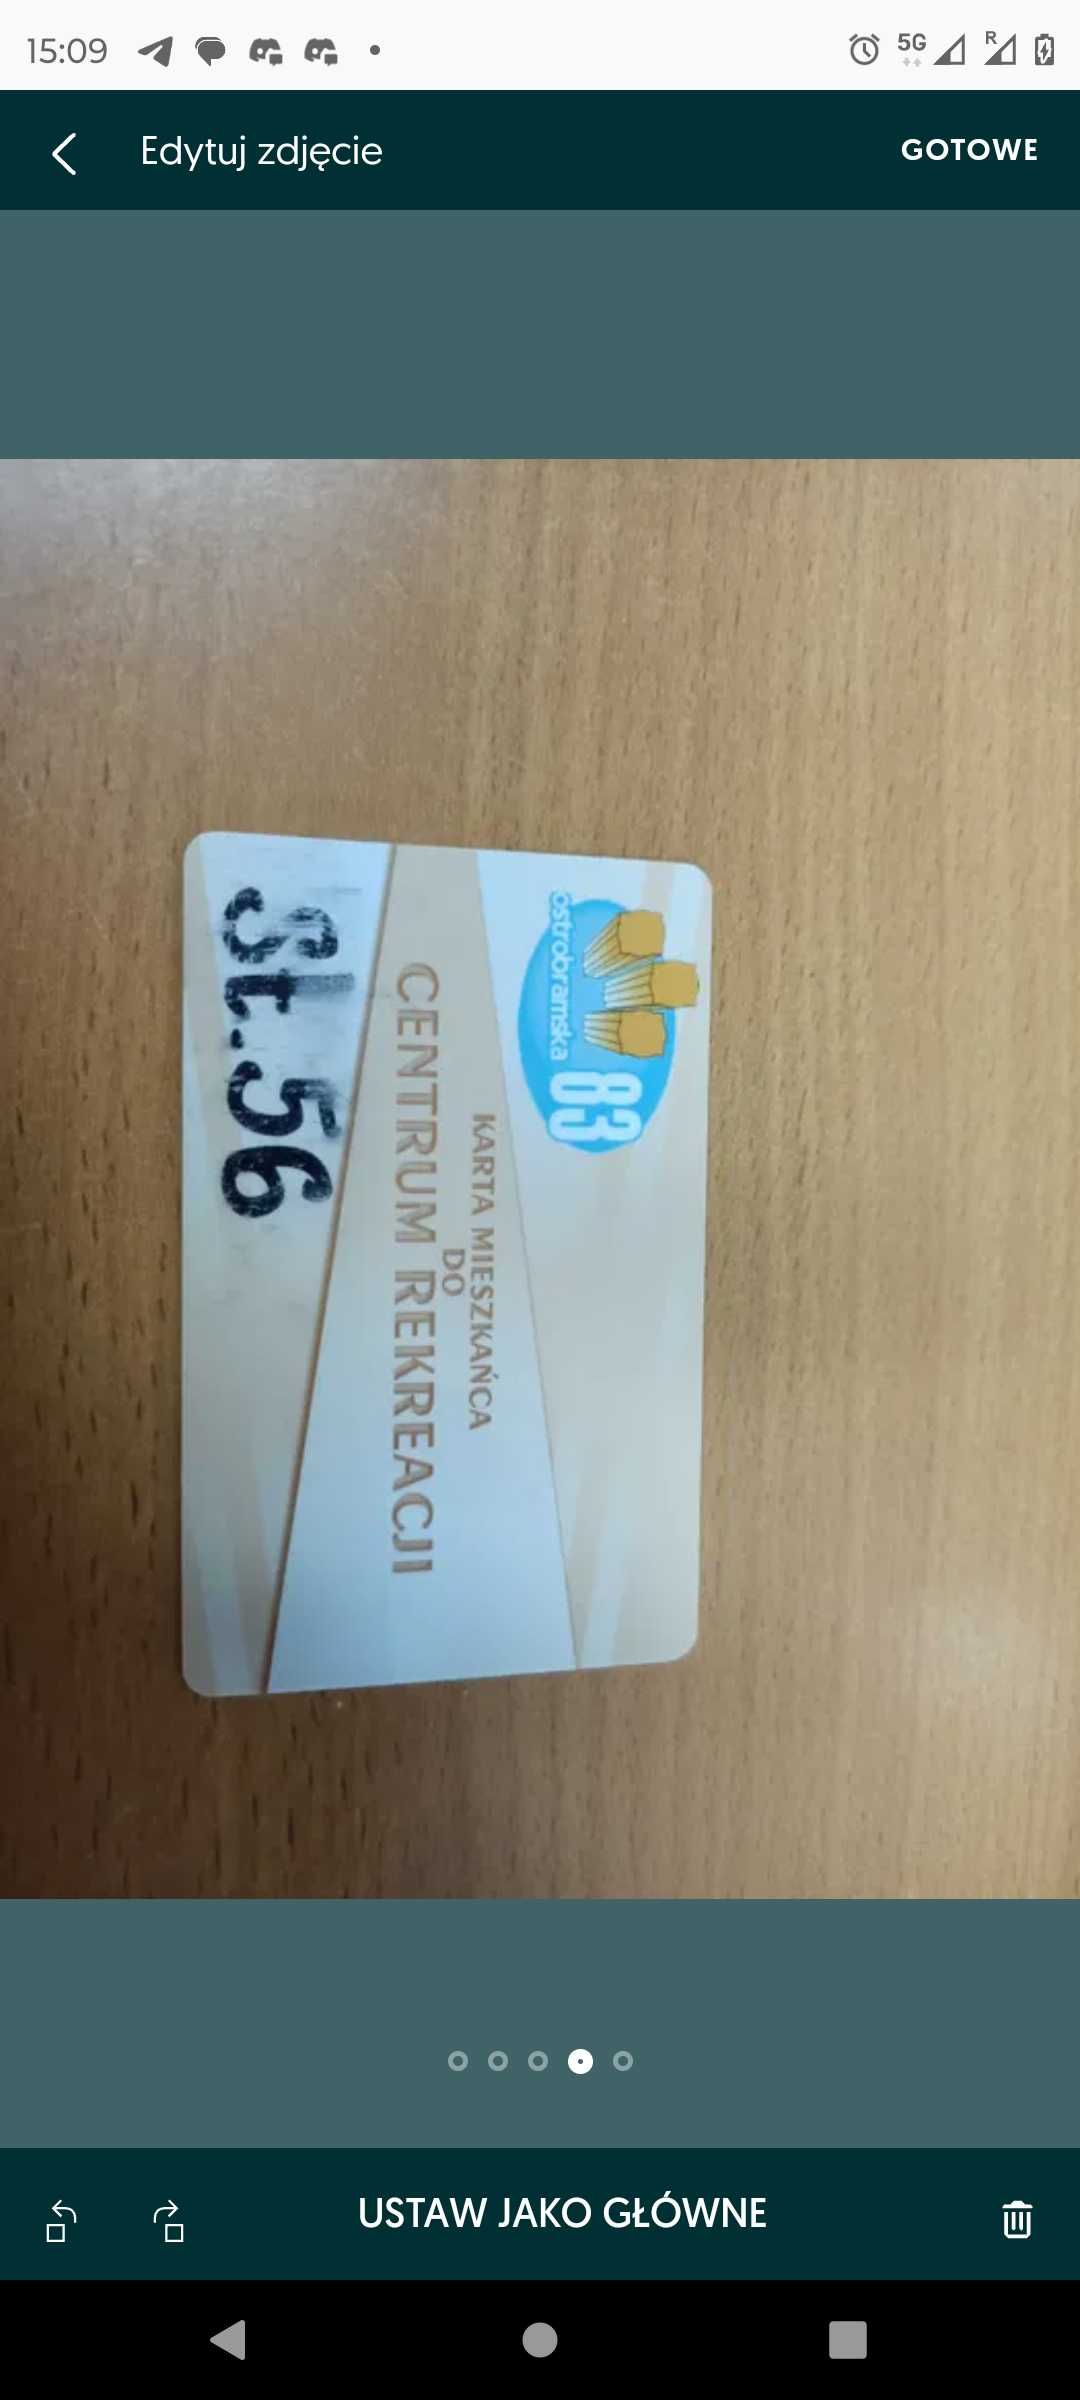 15:09
5G
R
Edytuj zdjęcie
GOTOWE
ostrobramska
83
KARTA MIESZKAŃCA
DO
CENTRUM REKREACJI
St.56
USTAW JAKO GŁÓWNE